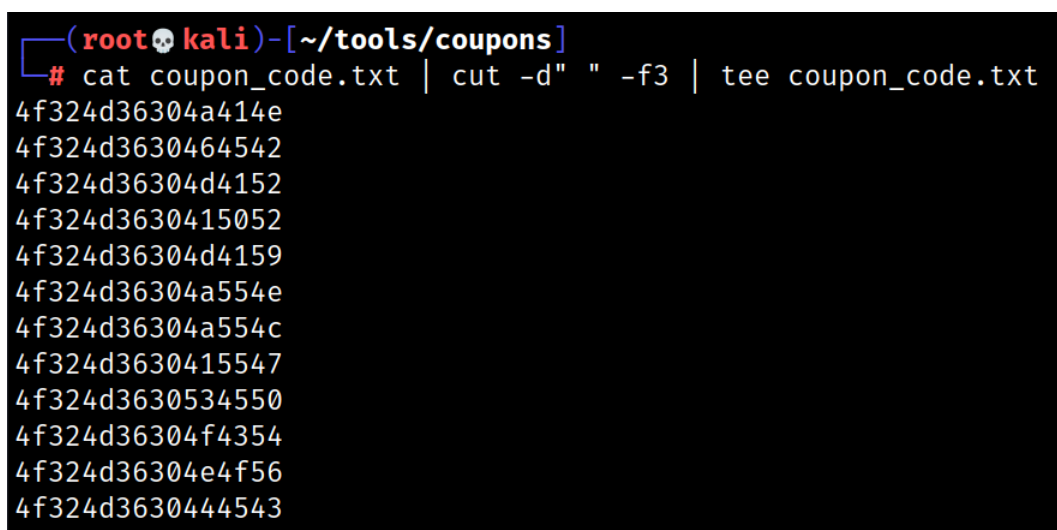 ┌──(root💀kali)-[~/tools/coupons]
└─# cat coupon_code.txt | cut -d" " -f3 | tee coupon_code.txt
4f324d36304a414e
4f324d3630464542
4f324d36304d4152
4f324d3630415052
4f324d36304d4159
4f324d36304a554e
4f324d36304a554c
4f324d3630415547
4f324d3630534550
4f324d36304f4354
4f324d36304e4f56
4f324d3630444543